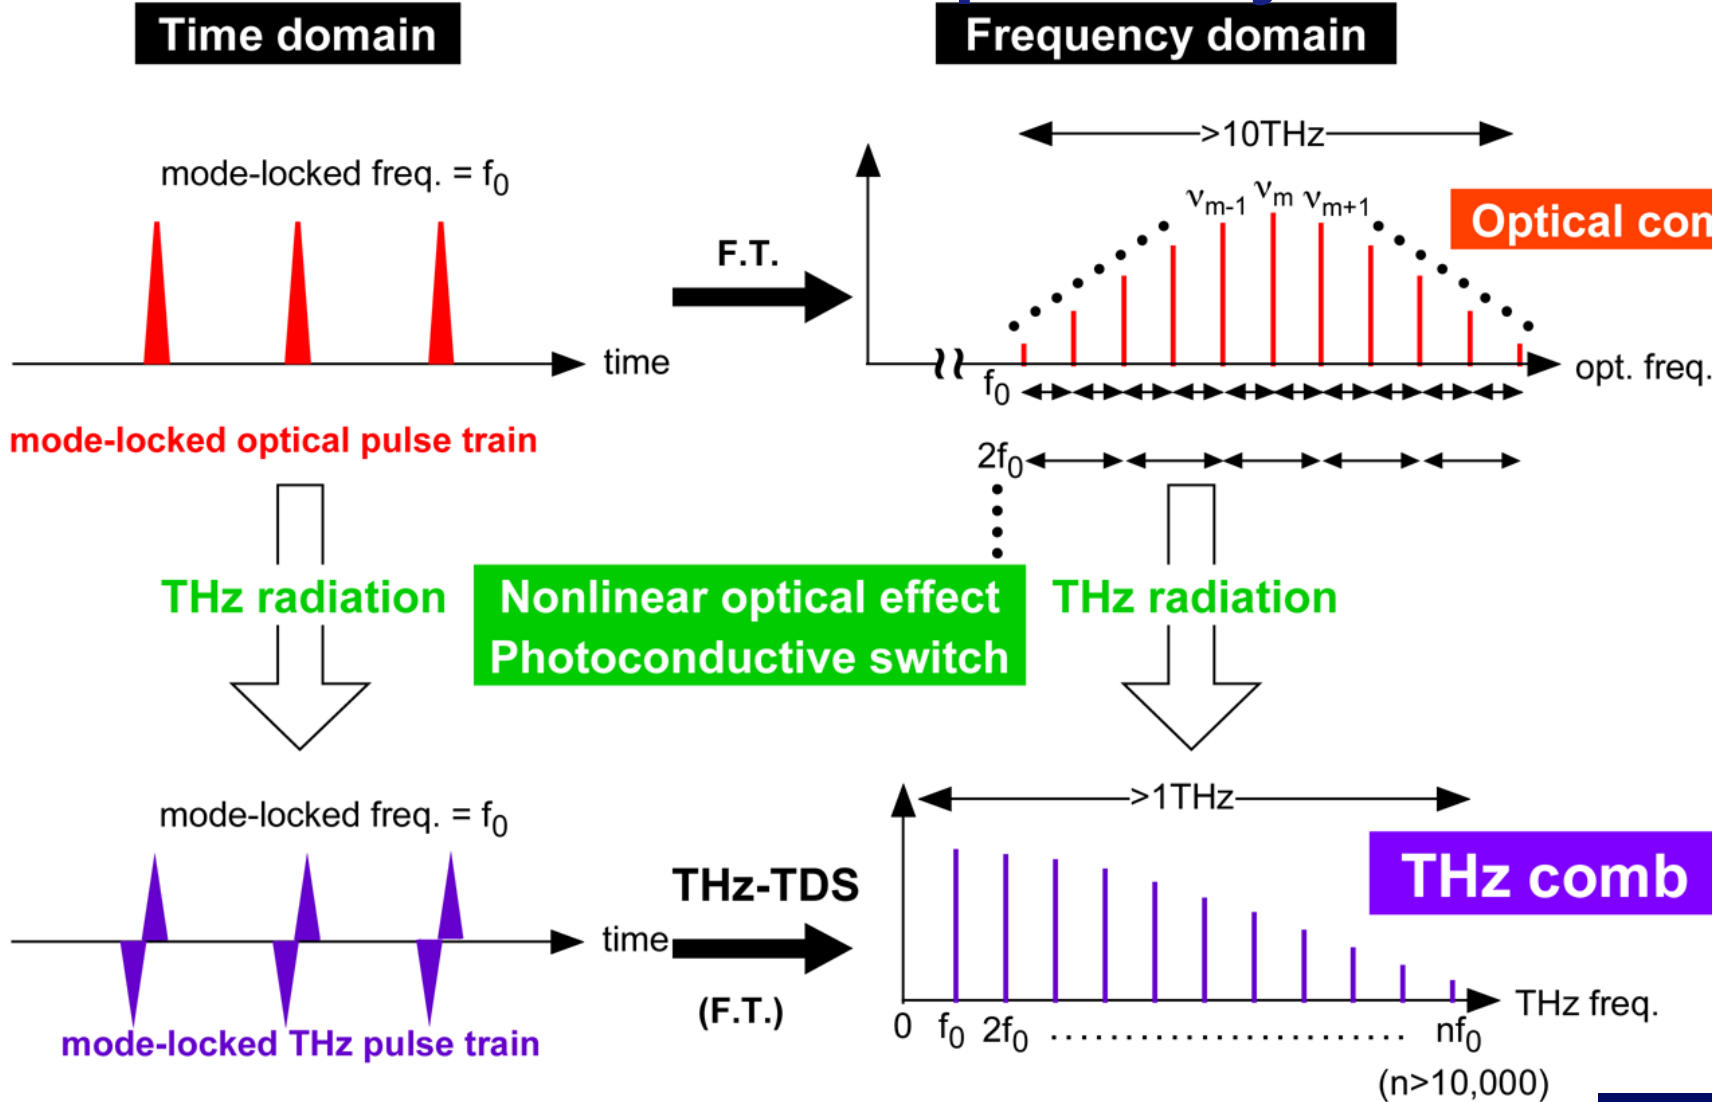 Time domain
Frequency domain
>10THz
mode-locked freq. = f0
νm-1 νm νm+1
Optical com
F.T.
time
opt. freq.
f0
mode-locked optical pulse train
2f0
THz radiation
Nonlinear optical effect
Photoconductive switch
THz radiation
mode-locked freq. = f0
>1THz
THz-TDS
THz comb
time
(F.T.)
THz freq.
0 f0 2f0 nf0
mode-locked THz pulse train
(n>10,000)